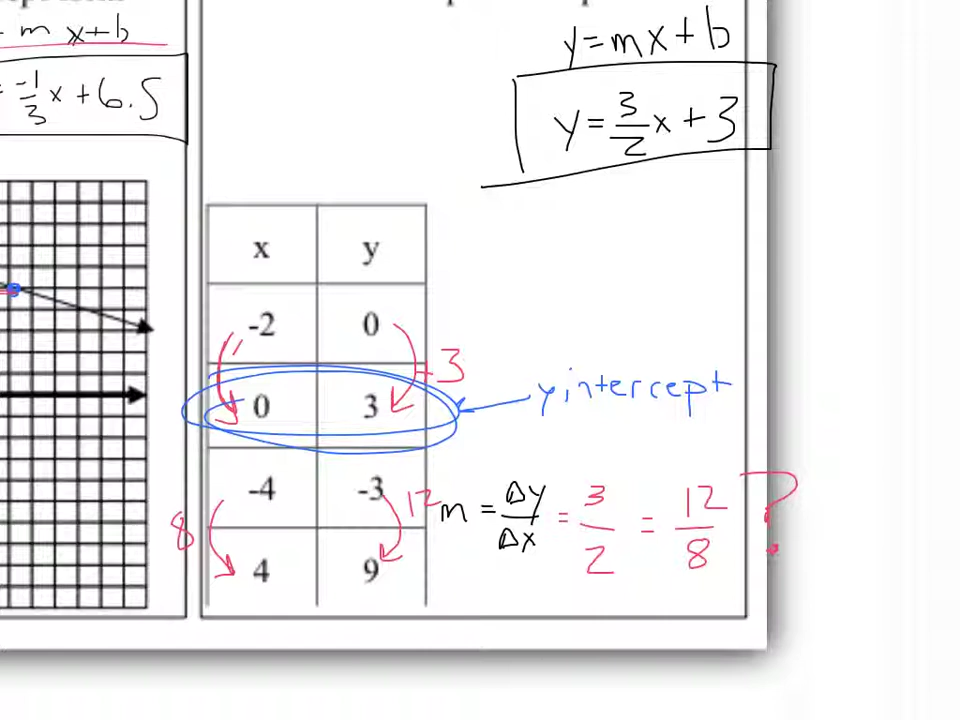 m x+b
y=mx+b
-1/3 x + 6.5
y = 3/2 x + 3
x y
-2 0
+3
0 3
y intercept
-4 -3
8 12
m = Δy/Δx = 3/2 = 12/8 ?
4 9